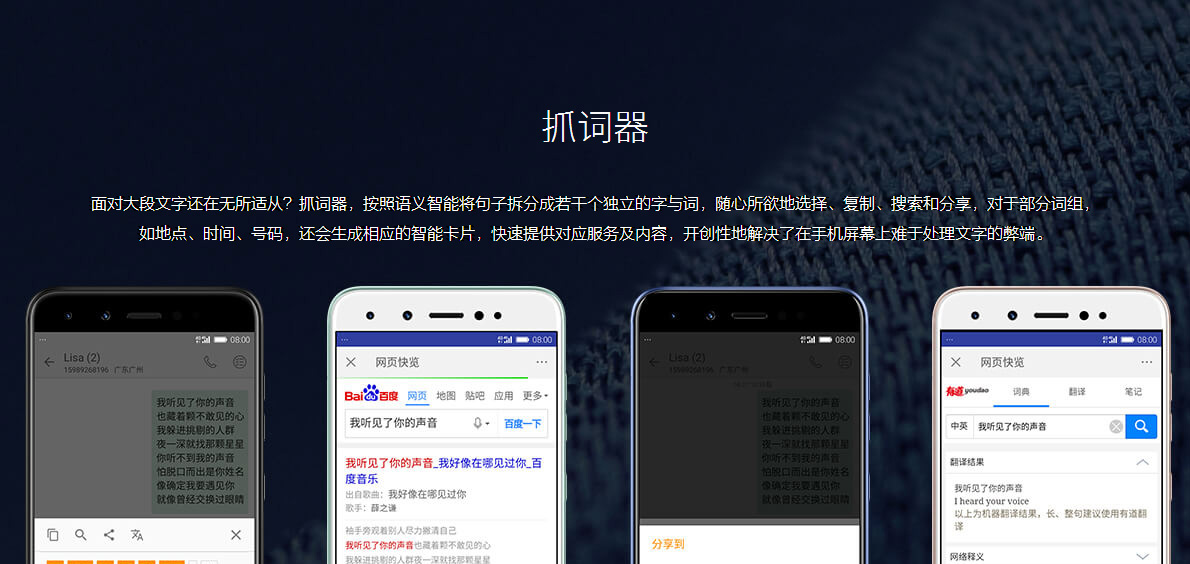 抓词器
面对大段文字还在无所适从？抓词器，按照语义智能将句子拆分成若干个独立的字与词，随心所欲地选择、复制、搜索和分享，对于部分词组，
如地点、时间、号码，还会生成相应的智能卡片，快速提供对应服务及内容，开创性地解决了在手机屏幕上难于处理文字的弊端。
08:00
Lisa (2)
15989268196 广东广州
我听见了你的声音
也藏着颗不敢见的心
我躲进挑剔的人群
夜一深就找那颗星星
你听不到我的声音
怕脱口而出是你姓名
像确定我要遇见你
就像曾经交换过眼睛
08:00
网页快览
Bai du 百度 网页 地图 贴吧 应用 更多
我听见了你的声音 百度一下
我听见了你的声音_我好像在哪见过你_百
度音乐
出自歌曲：我好像在哪见过你
歌手：薛之谦
袖手旁观着别人尽力撇清自己
我听见了你的声音也藏着颗不敢见的心
我躲进挑剔的人群夜一深就找那颗星星
08:00
Lisa (2)
15989268196 广东广州
我听见了你的声音
也藏着颗不敢见的心
我躲进挑剔的人群
夜一深就找那颗星星
你听不到我的声音
怕脱口而出是你姓名
像确定我要遇见你
就像曾经交换过眼睛
分享到
08:00
网页快览
有道 youdao 词典 翻译 笔记
中英 我听见了你的声音
翻译结果
我听见了你的声音
I heard your voice
以上为机器翻译结果，长、整句建议使用有道翻
译
网络释义